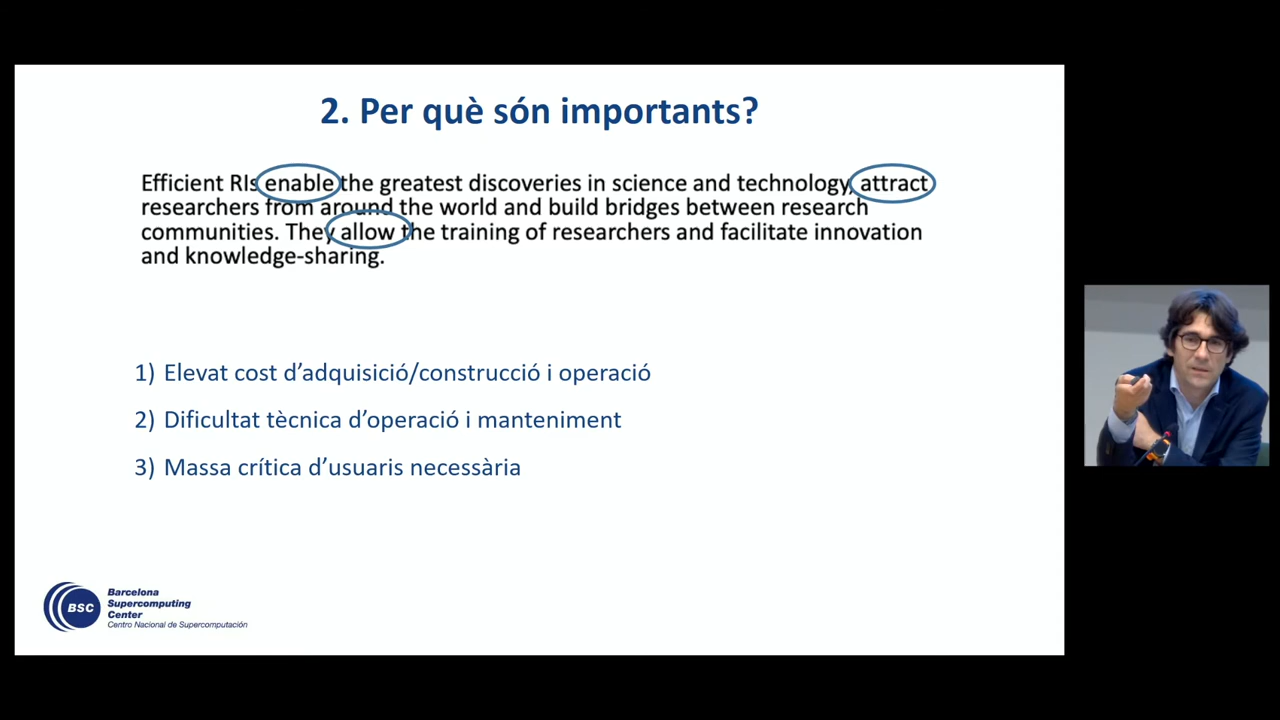 2. Per què són importants?
Efficient RIs enable the greatest discoveries in science and technology, attract
researchers from around the world and build bridges between research
communities. They allow the training of researchers and facilitate innovation
and knowledge-sharing.
1) Elevat cost d’adquisició/construcció i operació
2) Dificultat tècnica d’operació i manteniment
3) Massa crítica d’usuaris necessària
BSC
Barcelona
Supercomputing
Center
Centro Nacional de Supercomputación